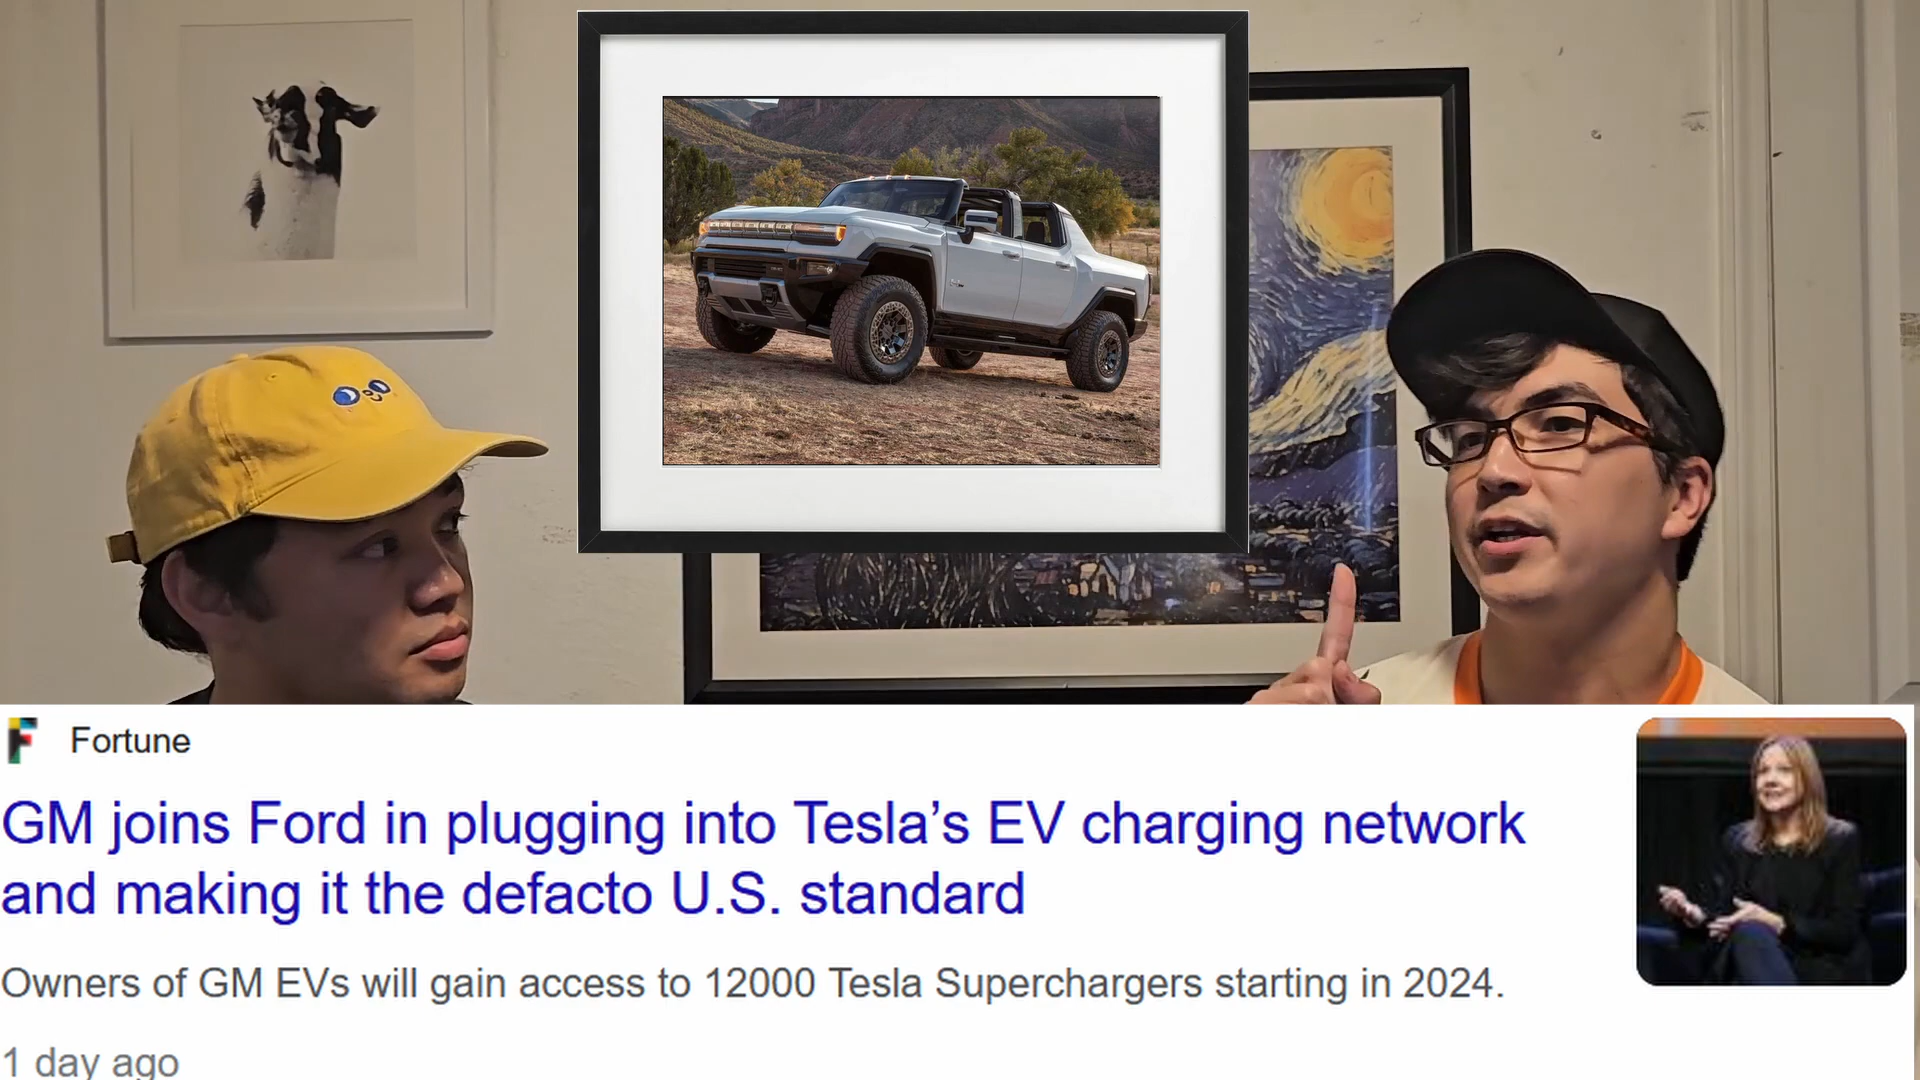 Fortune
GM joins Ford in plugging into Tesla’s EV charging network
and making it the defacto U.S. standard
Owners of GM EVs will gain access to 12000 Tesla Superchargers starting in 2024.
1 day ago